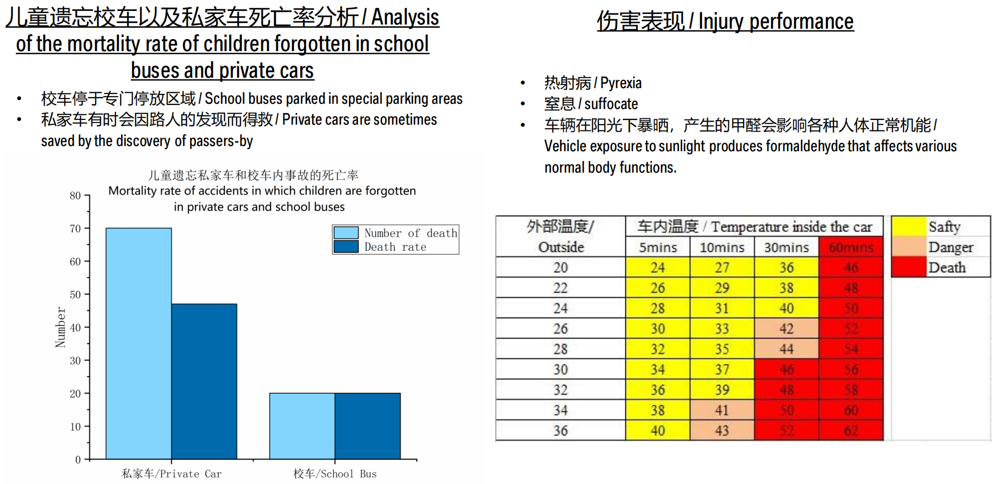 儿童遗忘校车以及私家车死亡率分析 / Analysis
of the mortality rate of children forgotten in school
buses and private cars
• 校车停于专门停放区域 / School buses parked in special parking areas
• 私家车有时会因路人的发现而得救 / Private cars are sometimes
saved by the discovery of passers-by
儿童遗忘私家车和校车内事故的死亡率
Mortality rate of accidents in which children are forgotten
in private cars and school buses
Number of death
Death rate
Number
80
70
60
50
40
30
20
10
0
私家车/Private Car
校车/School Bus
伤害表现 / Injury performance
• 热射病 / Pyrexia
• 窒息 / suffocate
• 车辆在阳光下暴晒，产生的甲醛会影响各种人体正常机能 /
Vehicle exposure to sunlight produces formaldehyde that affects various
normal body functions.
外部温度/
Outside
车内温度 / Temperature inside the car
5mins 10mins 30mins 60mins
20 24 27 36 46
22 26 29 38 48
24 28 31 40 50
26 30 33 42 52
28 32 35 44 54
30 34 37 46 56
32 36 39 48 58
34 38 41 50 60
36 40 43 52 62
Safty
Danger
Death